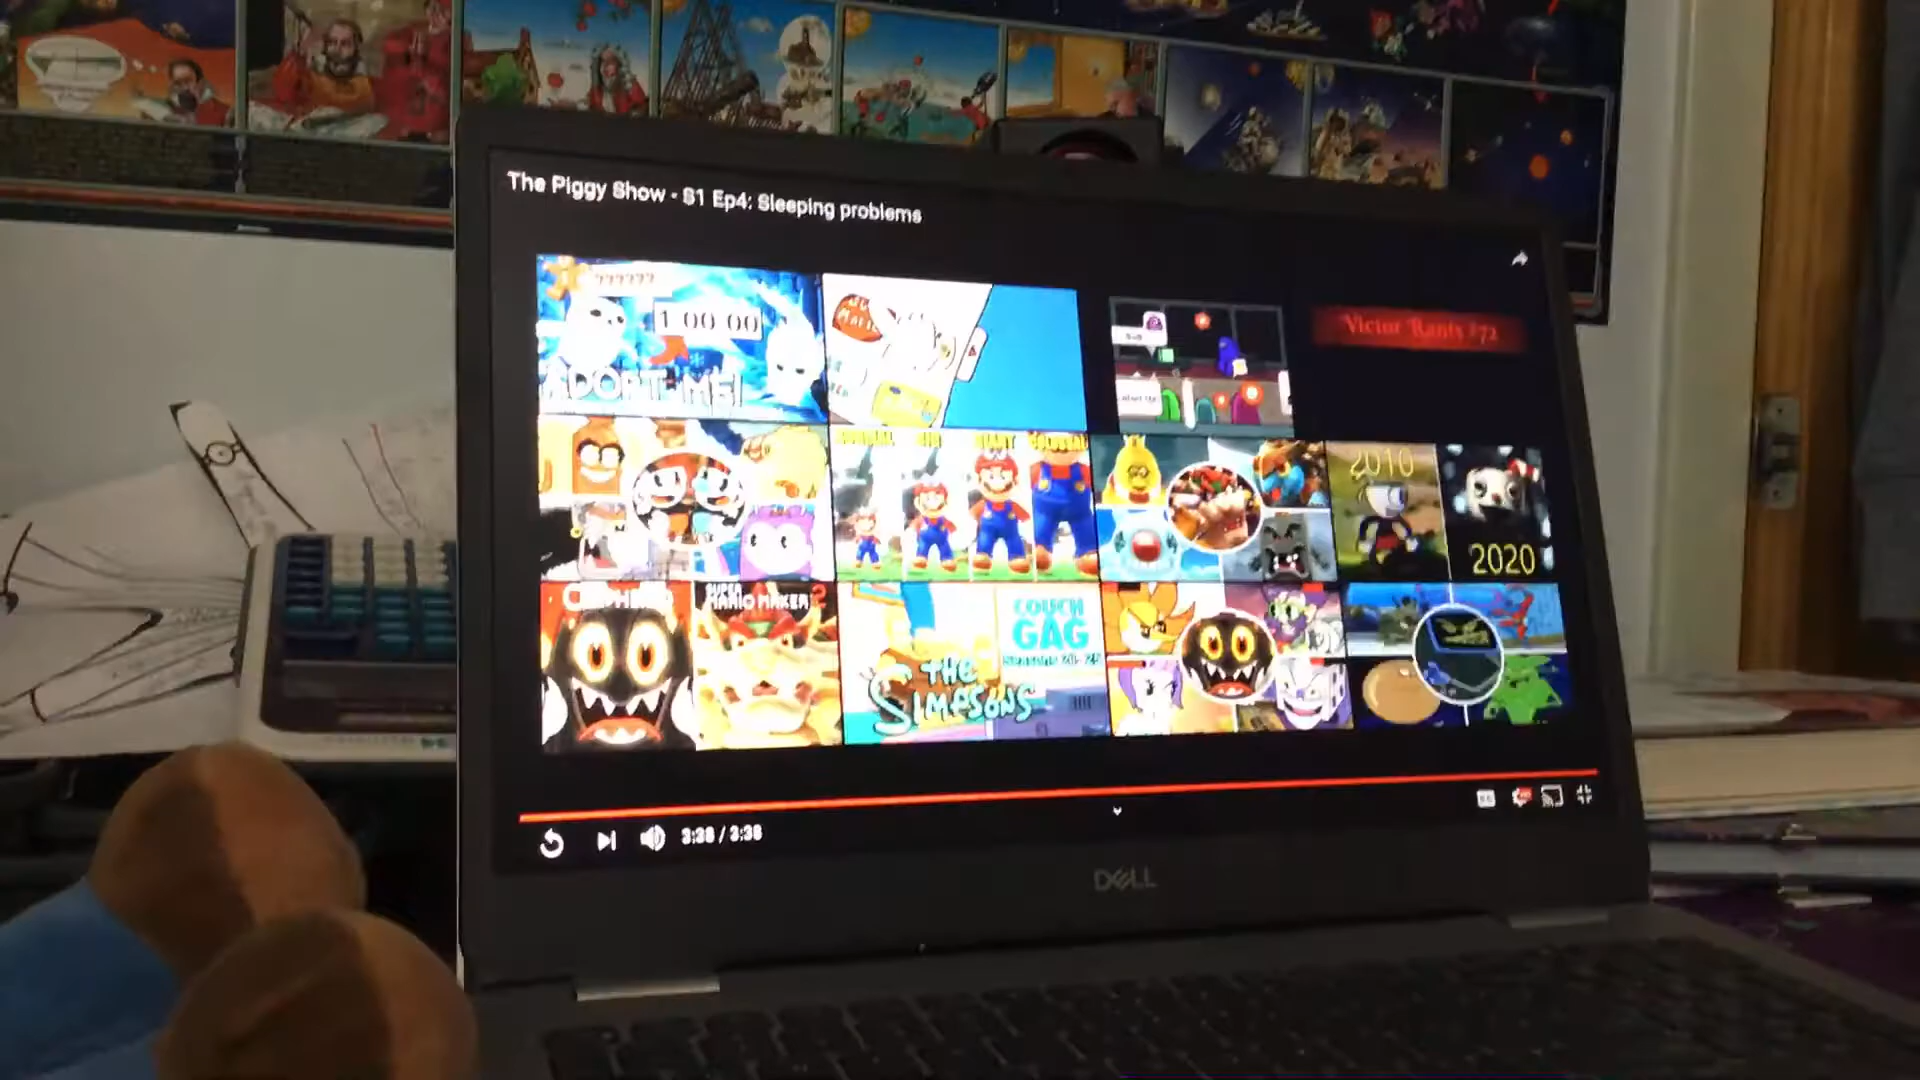 The Piggy Show - S1 Ep4: Sleeping problems
???????
1 00 00
ADOPT ME!
Victor Rants #72
2010
2020
CUPHEAD
SUPER
MARIO MAKER
COUCH
GAG
THE
SIMPSONS
3:38 / 3:38
DELL